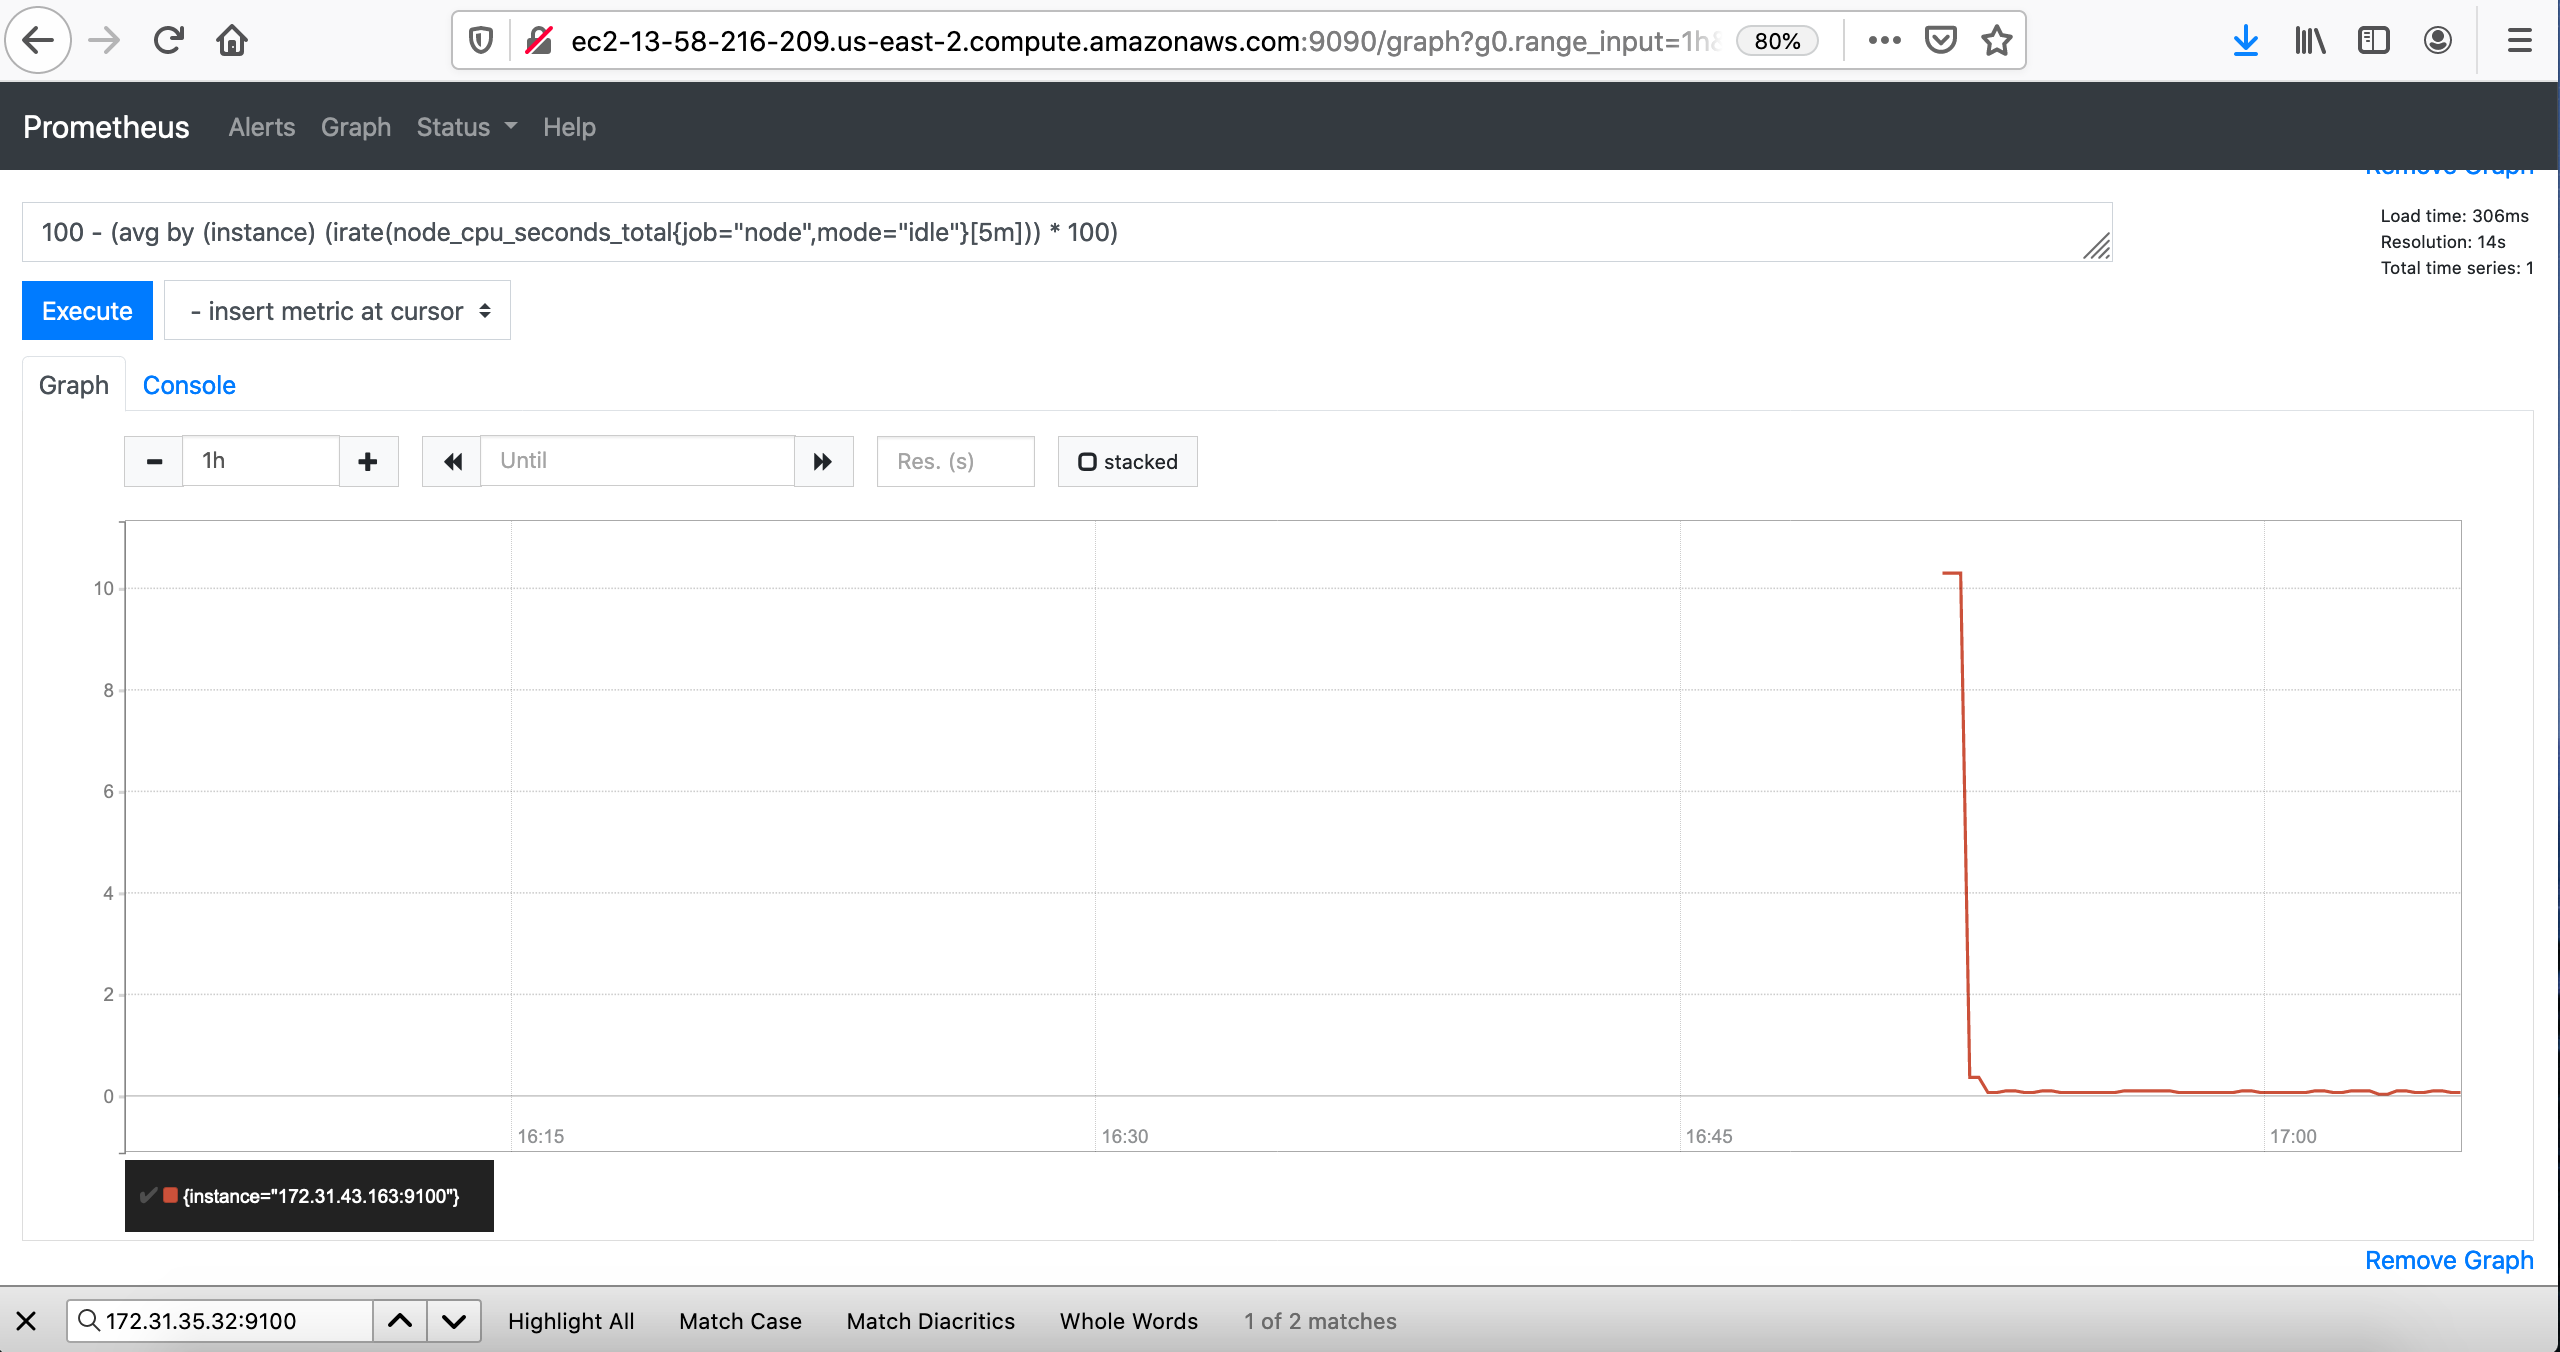 ec2-13-58-216-209.us-east-2.compute.amazonaws.com:9090/graph?g0.range_input=1h& 80%
Prometheus Alerts Graph Status Help
Remove Graph
100 - (avg by (instance) (irate(node_cpu_seconds_total{job="node",mode="idle"}[5m])) * 100)
Load time: 306ms
Resolution: 14s
Total time series: 1
Execute - insert metric at cursor
Graph Console
1h Until Res. (s) stacked
10
8
6
4
2
0
16:15 16:30 16:45 17:00
{instance="172.31.43.163:9100"}
Remove Graph
172.31.35.32:9100 Highlight All Match Case Match Diacritics Whole Words 1 of 2 matches